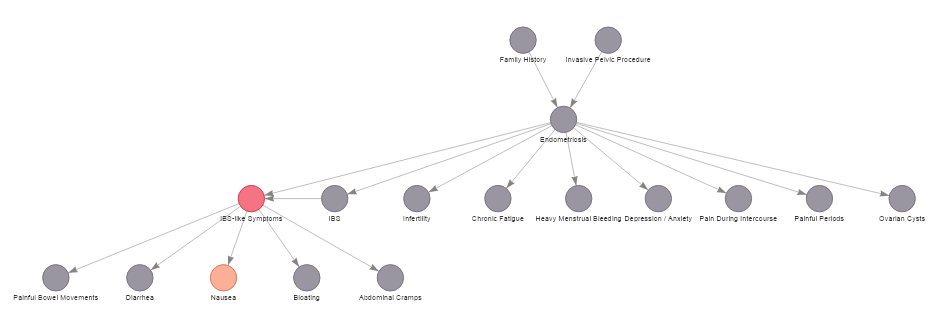 Family History
Invasive Pelvic Procedure
Endometriosis
IBS-like Symptoms
IBS
Infertility
Chronic Fatigue
Heavy Menstrual Bleeding
Depression / Anxiety
Pain During Intercourse
Painful Periods
Ovarian Cysts
Painful Bowel Movements
Diarrhea
Nausea
Bloating
Abdominal Cramps